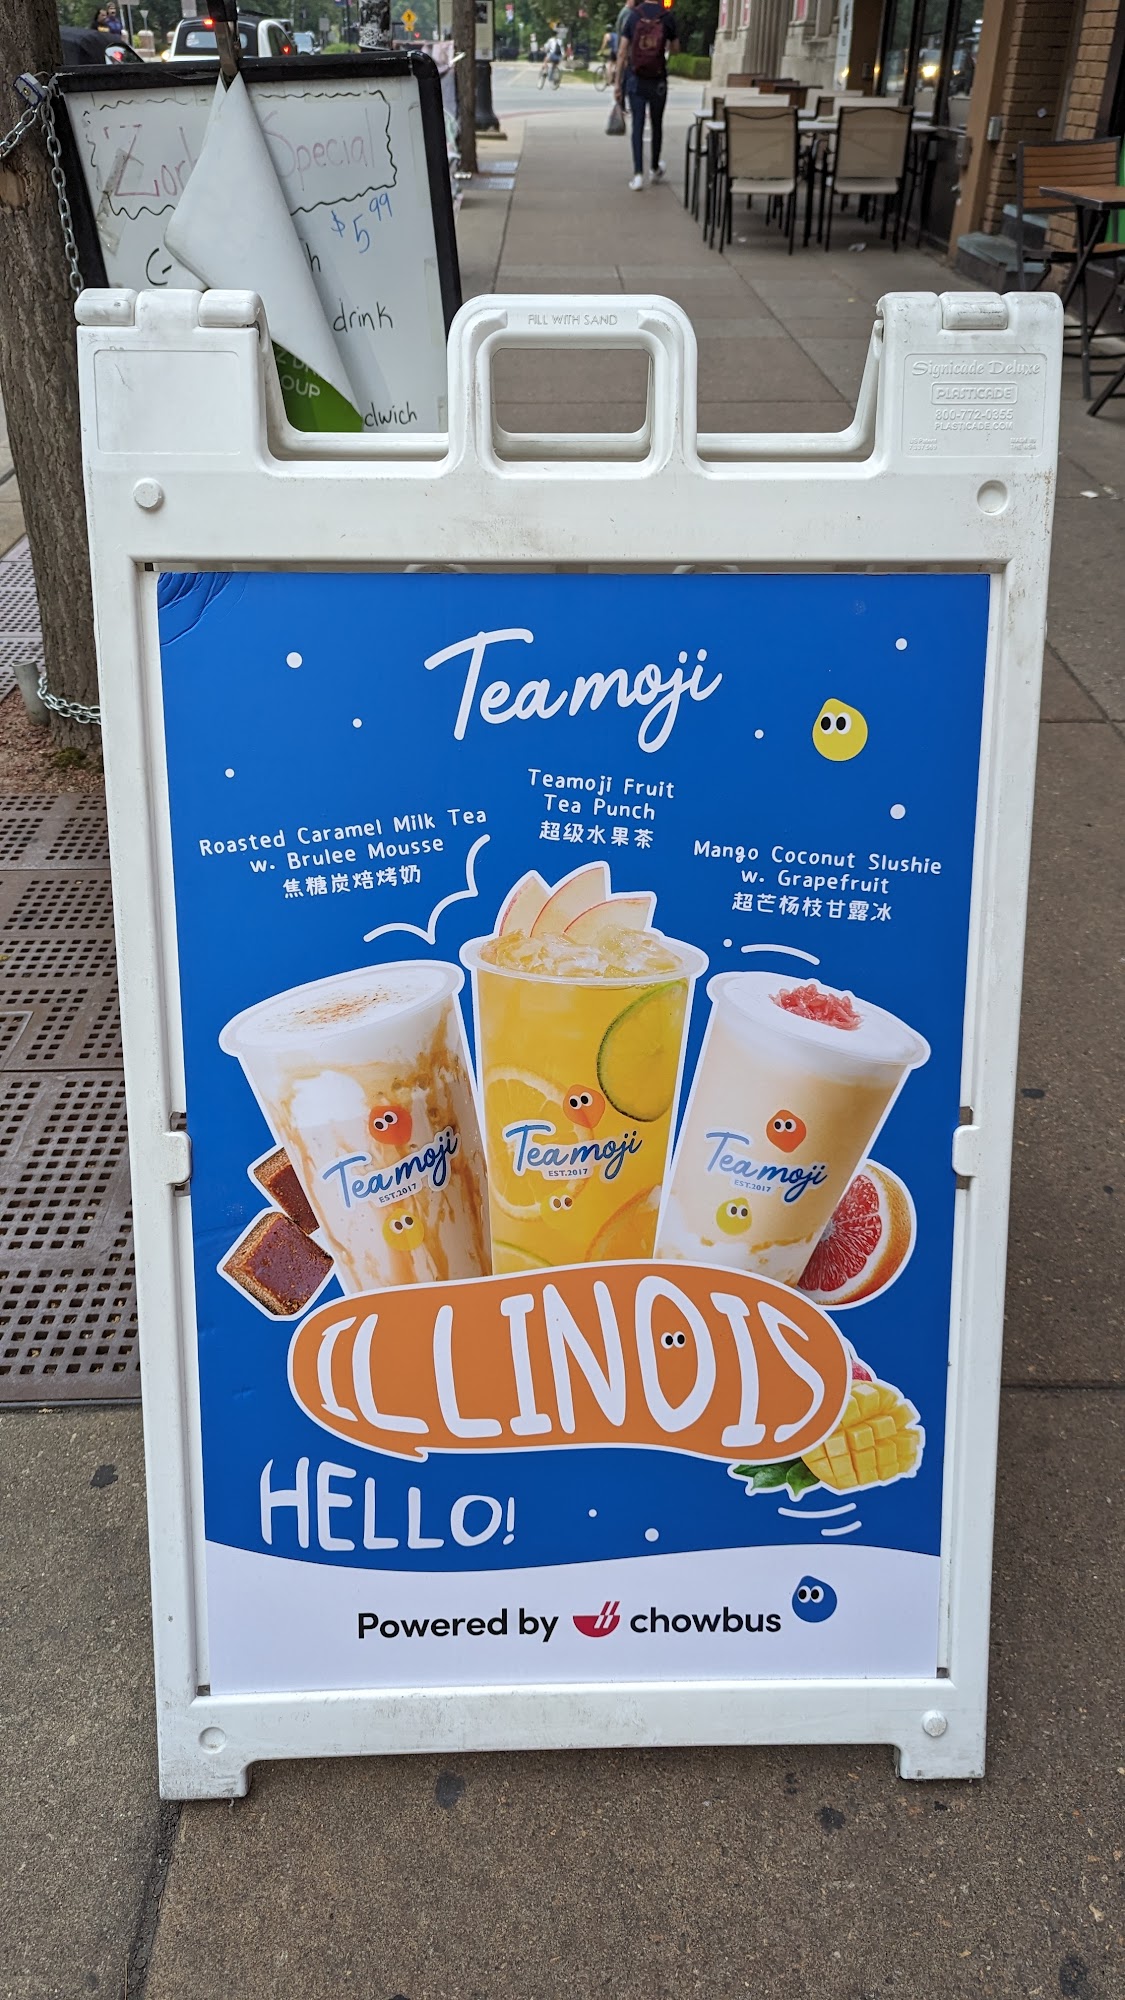 Special
$5.99
drink
FILL WITH SAND
Signicade Deluxe
PLASTICADE
800-772-0355
PLASTICADE.COM
Teamoji
Teamoji Fruit
Tea Punch
超级水果茶
Roasted Caramel Milk Tea
w. Brulee Mousse
焦糖炭焙烤奶
Mango Coconut Slushie
w. Grapefruit
超芒杨枝甘露冰
Teamoji
EST.2017
Teamoji
EST.2017
Teamoji
EST.2017
ILLINOIS
HELLO!
Powered by chowbus